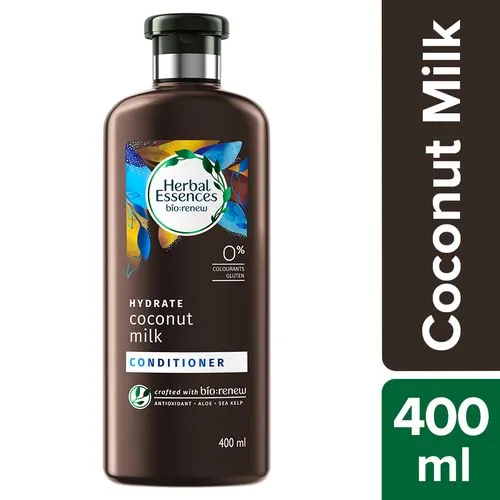 Herbal
Essences
bio:renew
0%
COLOURANTS
GLUTEN
HYDRATE
coconut
milk
CONDITIONER
crafted with bio:renew
ANTIOXIDANT • ALOE • SEA KELP
400 ml
Coconut Milk
400
ml